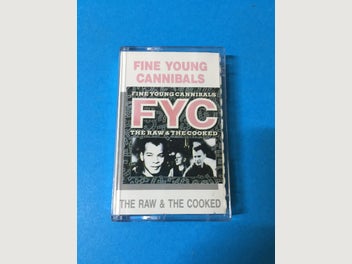 FINE YOUNG
CANNIBALS
FINE YOUNG CANNIBALS
FYC
THE RAW & THE COOKED
THE RAW & THE COOKED